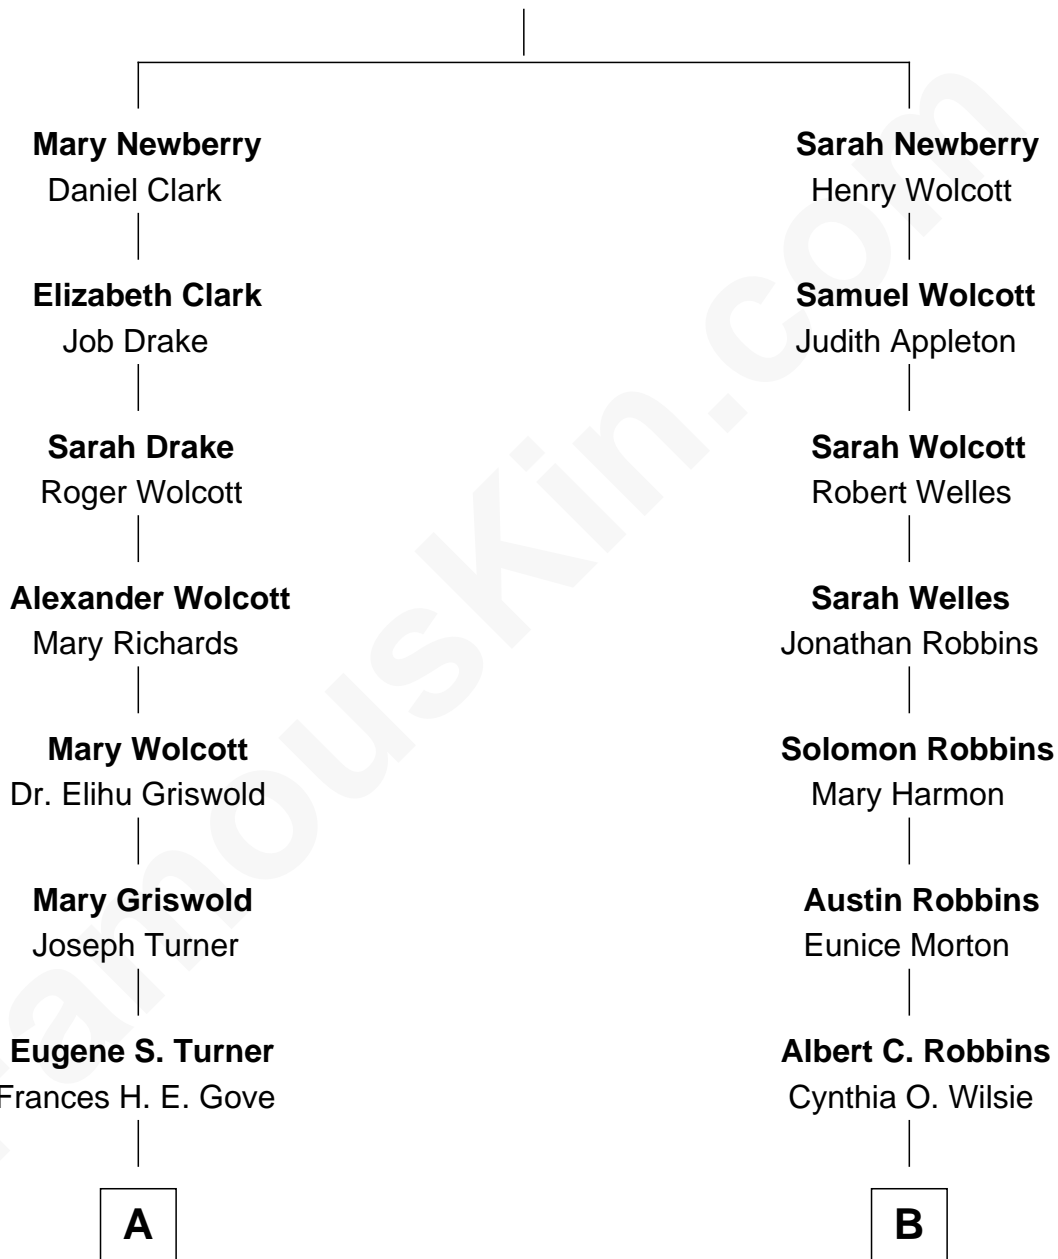 Mary Newberry
Daniel Clark
Elizabeth Clark
Job Drake
Sarah Drake
Roger Wolcott
Alexander Wolcott
Mary Richards
Mary Wolcott
Dr. Elihu Griswold
Mary Griswold
Joseph Turner
Eugene S. Turner
Frances H. E. Gove
A
Sarah Newberry
Henry Wolcott
Samuel Wolcott
Judith Appleton
Sarah Wolcott
Robert Welles
Sarah Welles
Jonathan Robbins
Solomon Robbins
Mary Harmon
Austin Robbins
Eunice Morton
Albert C. Robbins
Cynthia O. Wilsie
B
FamousKin.com